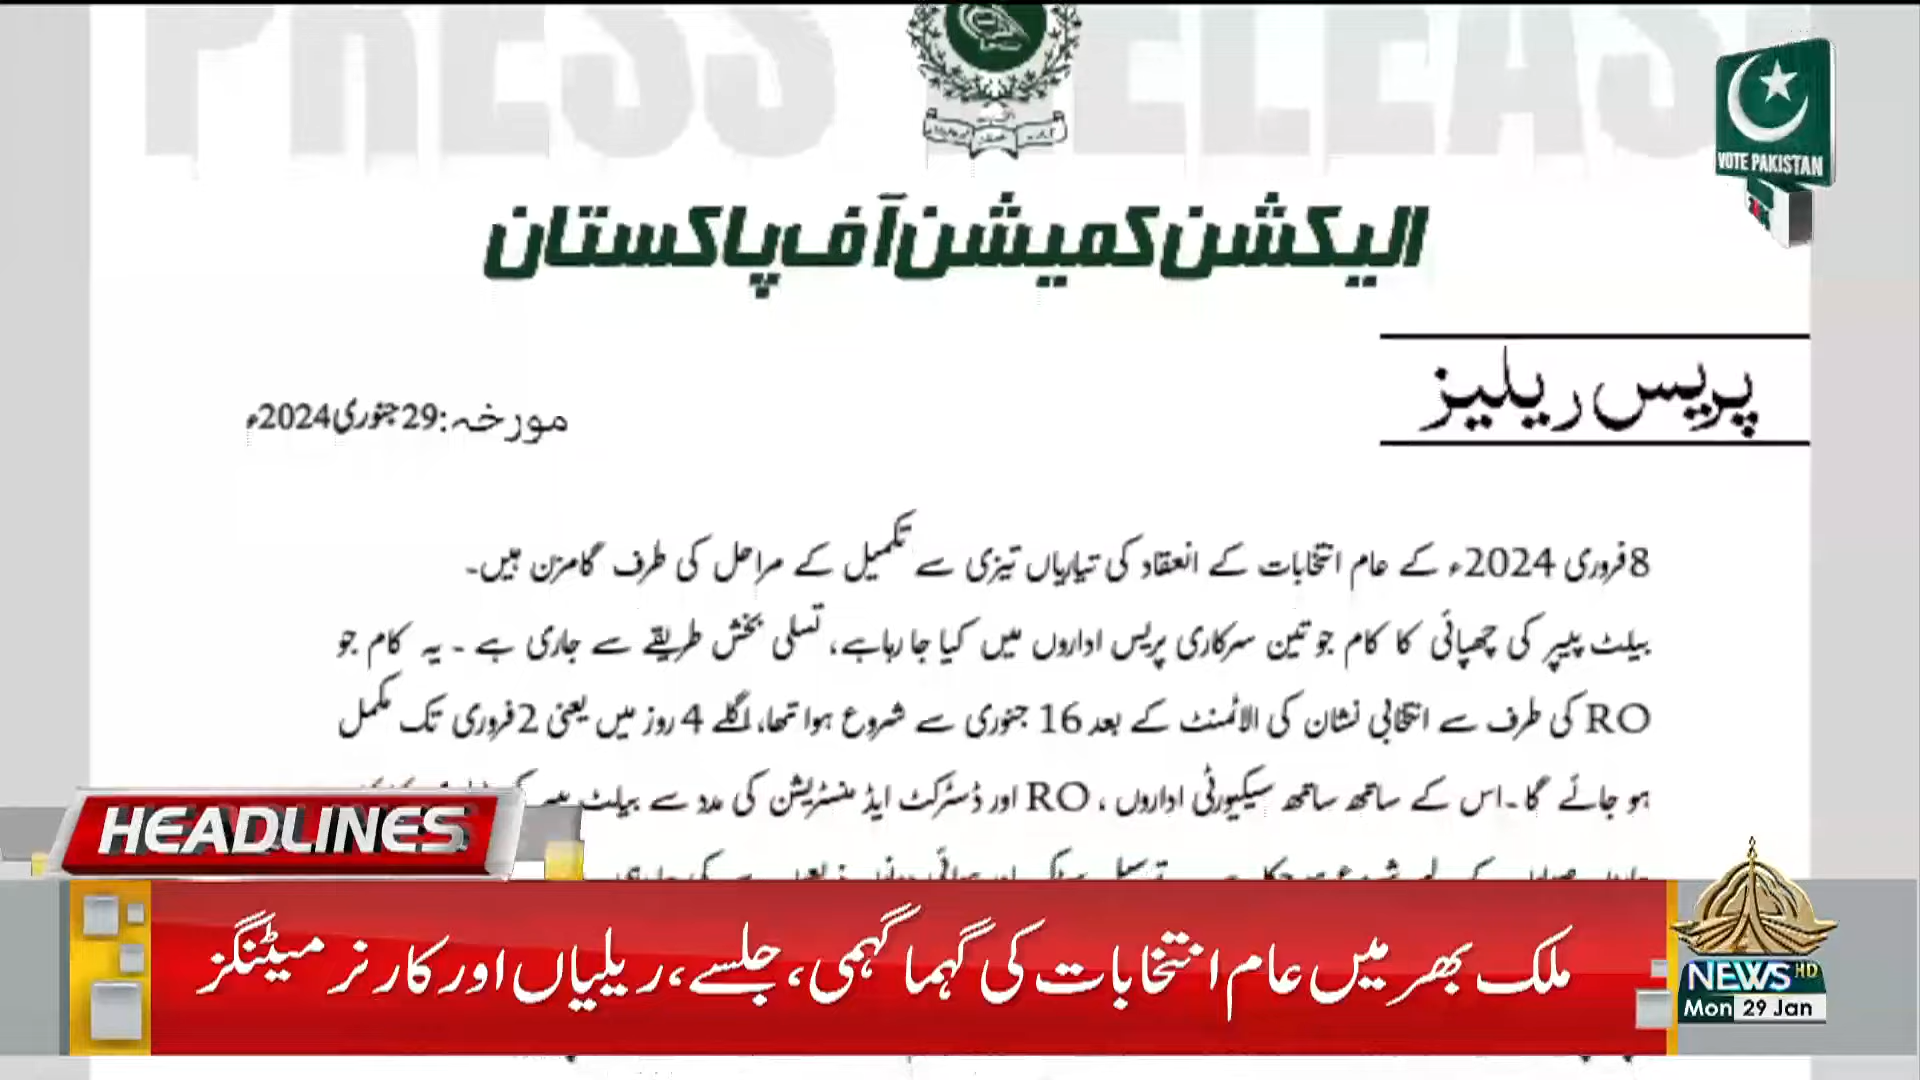 PRESS RELEASE
VOTE PAKISTAN
الیکشن کمیشن آف پاکستان
پریس ریلیز
مورخہ: 29 جنوری 2024ء
8 فروری 2024ء کے عام انتخابات کے انعقاد کی تیاریاں تیزی سے تکمیل کے مراحل کی طرف گامزن ہیں۔
بیلٹ پیپر کی چھپائی کا کام جو تین سرکاری پریس اداروں میں کیا جا رہا ہے، تسلی بخش طریقے سے جاری ہے۔ یہ کام جو
RO کی طرف سے انتخابی نشان کی الاٹمنٹ کے بعد 16 جنوری سے شروع ہوا تھا، اگلے 4 روز میں یعنی 2 فروری تک مکمل
ہو جائے گا۔ اس کے ساتھ ساتھ سیکیورٹی اداروں، RO اور ڈسٹرکٹ ایڈمنسٹریشن کی مدد سے بیلٹ
HEADLINES
ملک بھر میں عام انتخابات کی گہما گہمی، جلسے، ریلیاں اور کارنر میٹنگز
NEWS HD
Mon 29 Jan